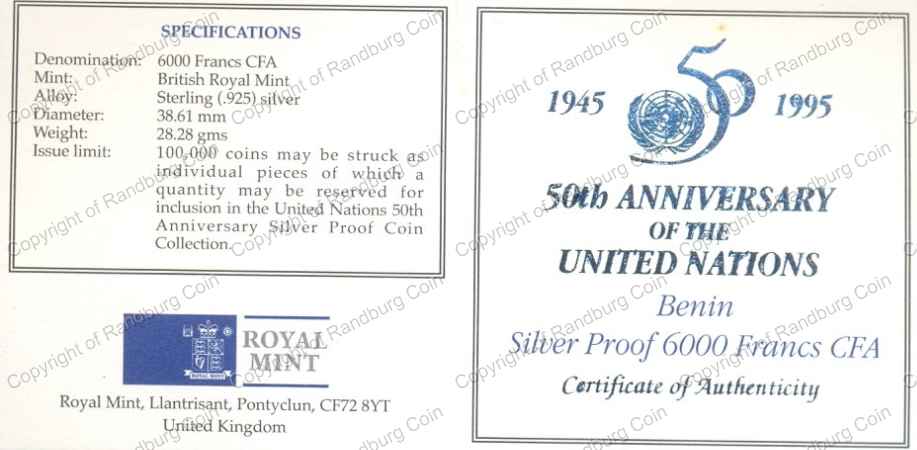 SPECIFICATIONS
Denomination: 6000 Francs CFA
Mint: British Royal Mint
Alloy: Sterling (.925) silver
Diameter: 38.61 mm
Weight: 28.28 gms
Issue limit: 100,000 coins may be struck as
individual pieces of which a
quantity may be reserved for
inclusion in the United Nations 50th
Anniversary Silver Proof Coin
Collection.
ROYAL MINT
ROYAL
MINT
Royal Mint, Llantrisant, Pontyclun, CF72 8YT
United Kingdom
1945 50 1995
50th ANNIVERSARY
OF THE
UNITED NATIONS
Benin
Silver Proof 6000 Francs CFA
Certificate of Authenticity
Copyright of Randburg Coin